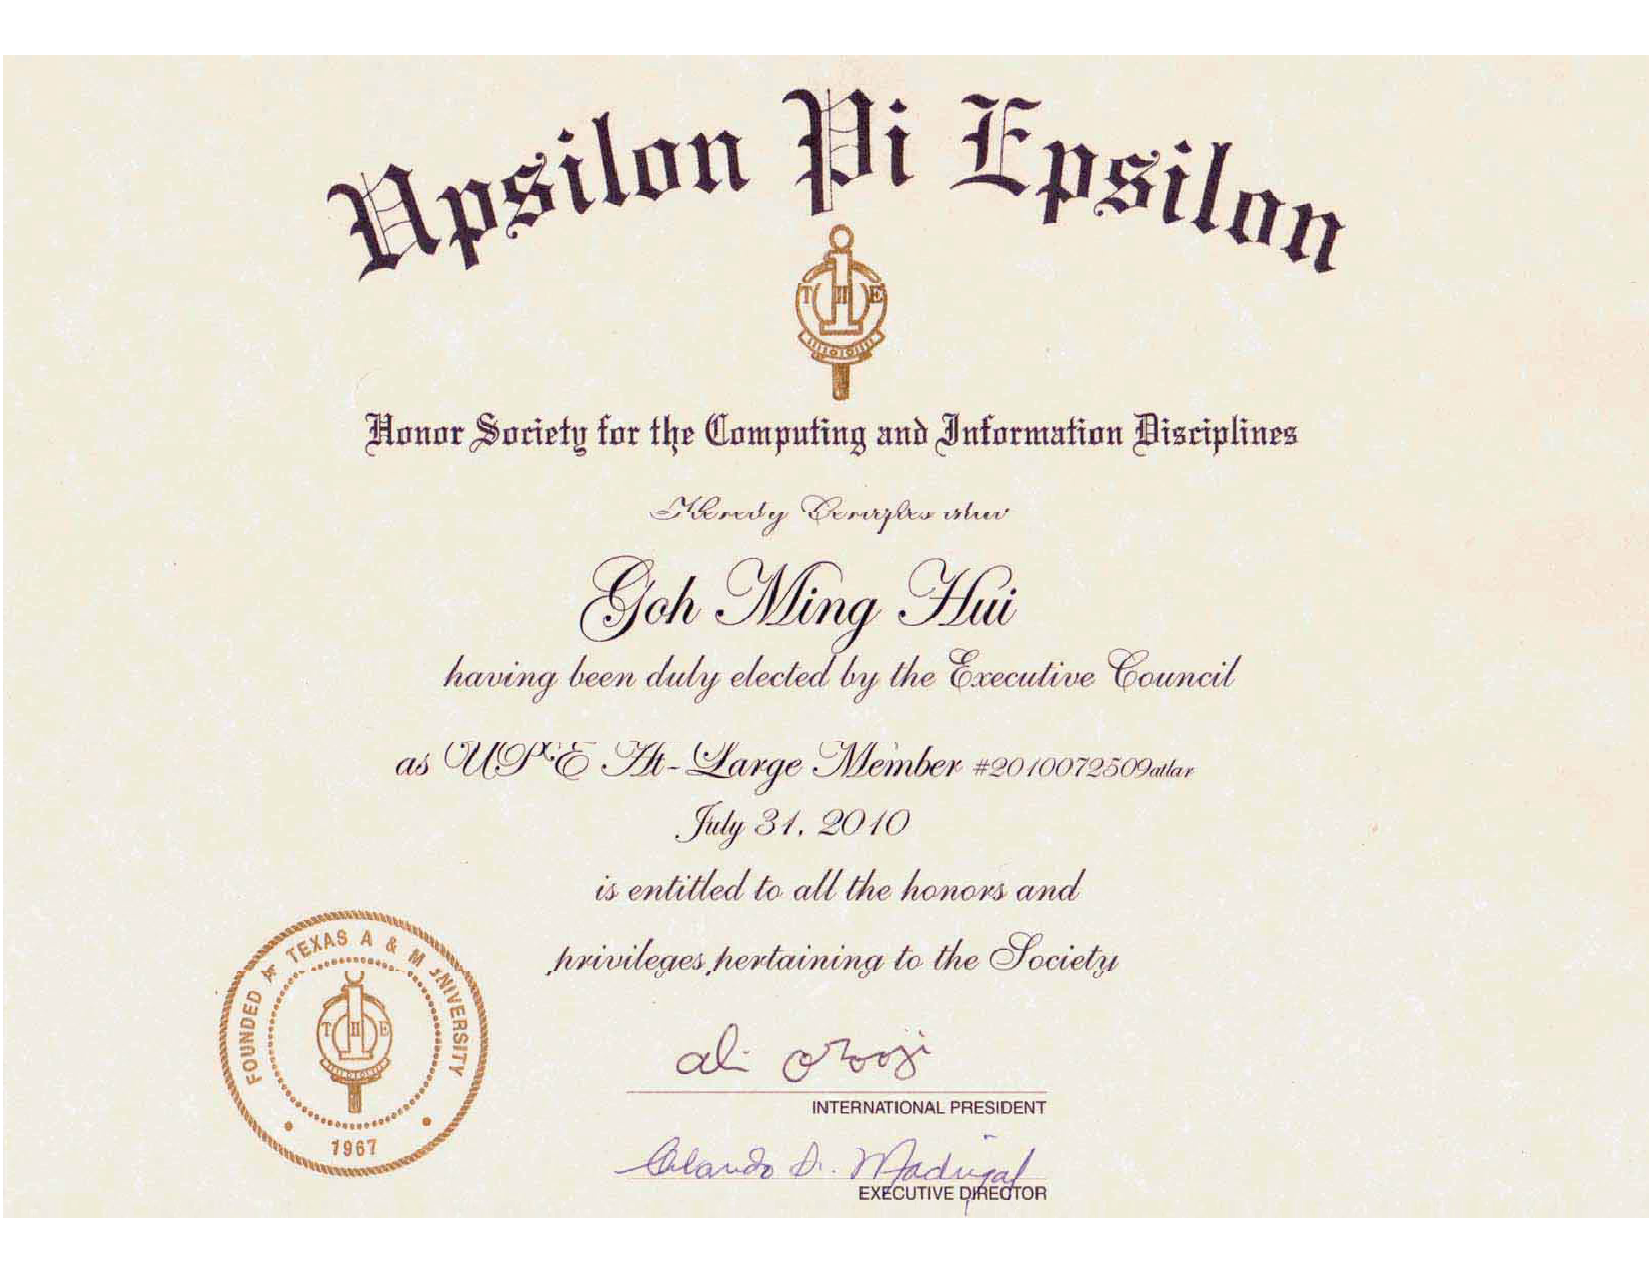 Upsilon Pi Epsilon
T Π E
Honor Society for the Computing and Information Disciplines
Hereby Certifies that
Goh Ming Hui
having been duly elected by the Executive Council
as UPE At-Large Member #2010072509atlar
July 31, 2010
is entitled to all the honors and
privileges pertaining to the Society
FOUNDED AT TEXAS A & M UNIVERSITY
T Π E
1967
Ali Orooji
INTERNATIONAL PRESIDENT
Orlando S. Madrigal
EXECUTIVE DIRECTOR